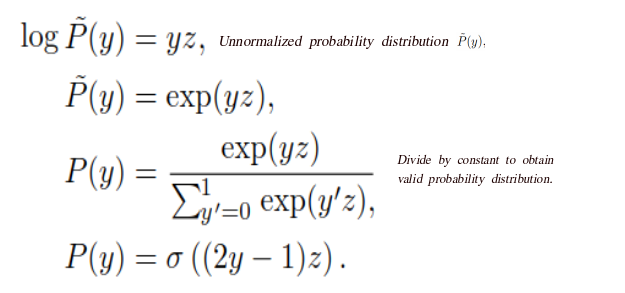 log P̃(y) = yz, Unnormalized probability distribution P̃(y),
P̃(y) = exp(yz),
P(y) = exp(yz) / ∑_{y′=0}^{1} exp(y′z), Divide by constant to obtain
valid probability distribution.
P(y) = σ ((2y − 1)z) .